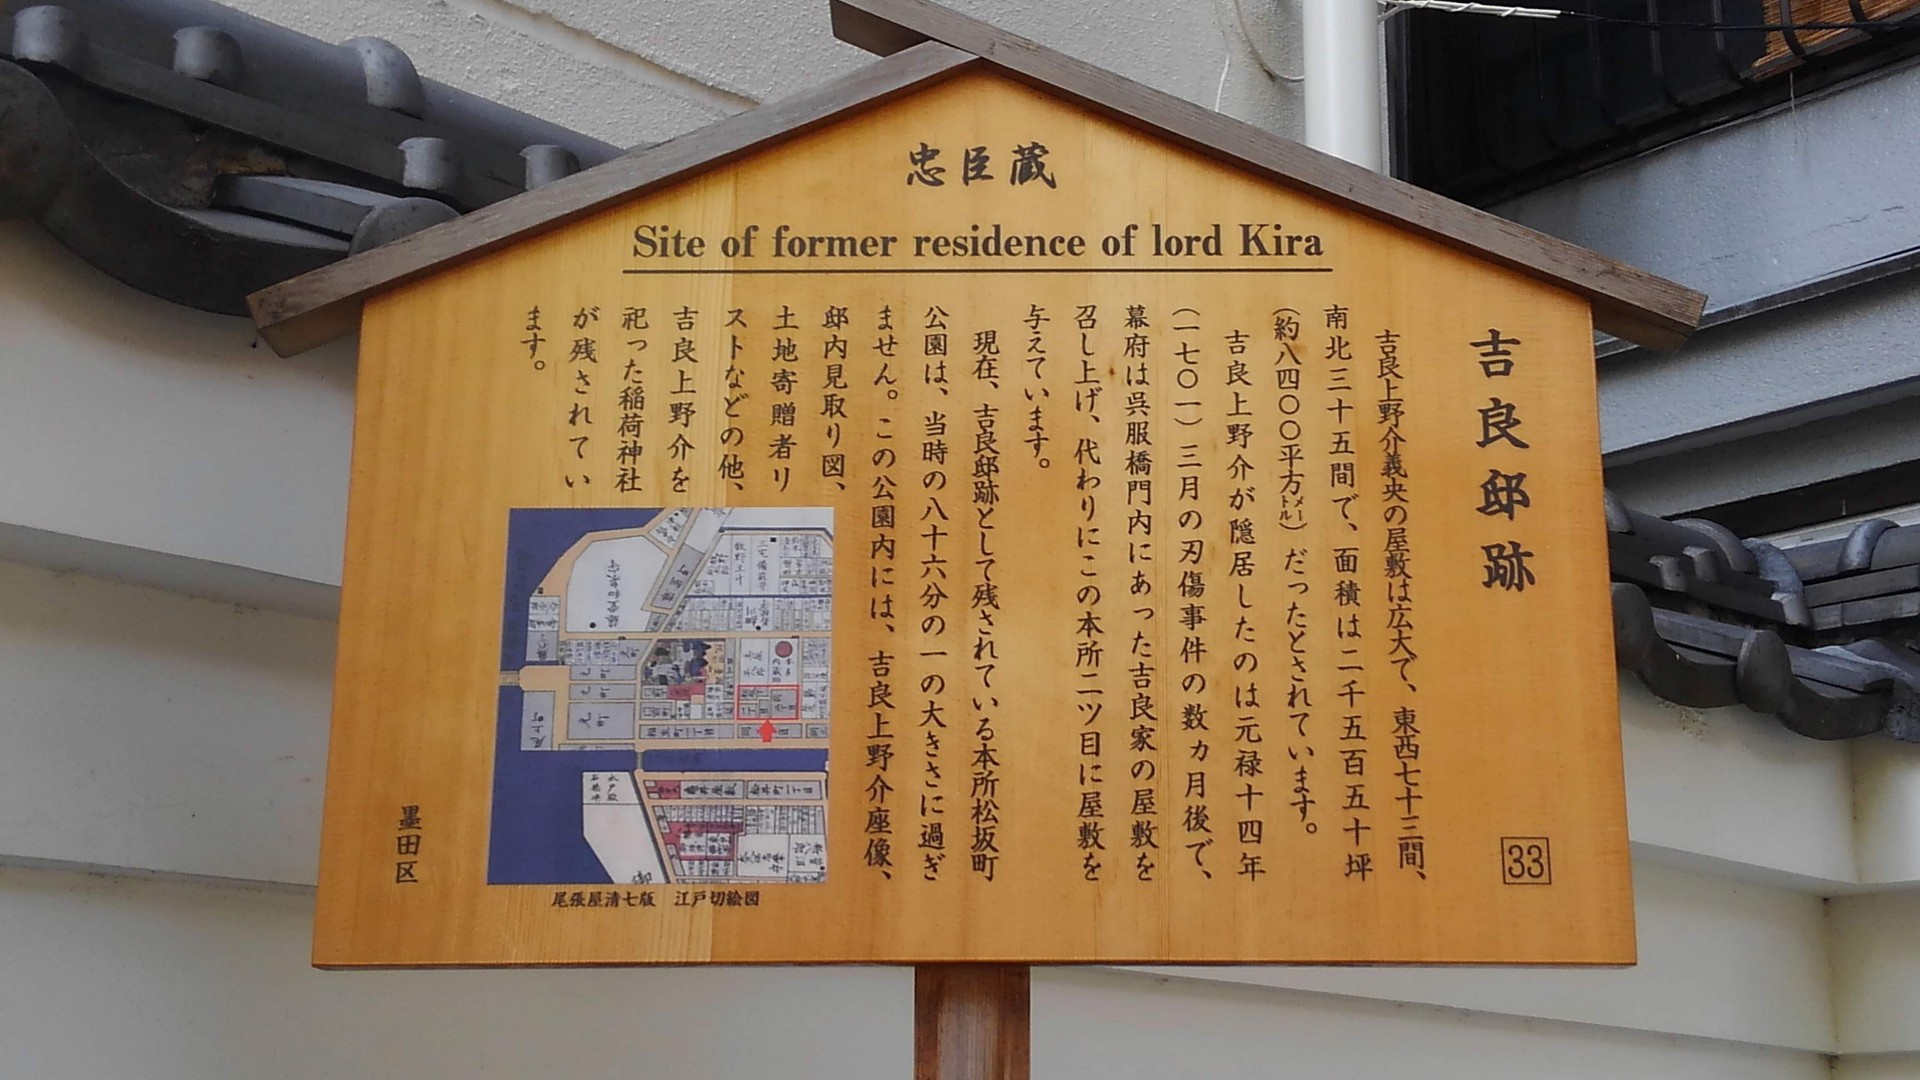 忠臣蔵
Site of former residence of lord Kira
吉良邸跡
33
吉良上野介義央の屋敷は広大で、東西七十三間、
南北三十五間で、面積は二千五百五十坪
(約八四〇〇平方メートル)だったとされています。
吉良上野介が隠居したのは元禄十四年
(一七〇一)三月の刃傷事件の数ヵ月後で、
幕府は呉服橋門内にあった吉良家の屋敷を
召し上げ、代わりにこの本所二ツ目に屋敷を
与えています。
現在、吉良邸跡として残されている本所松坂町
公園は、当時の八十六分の一の大きさに過ぎ
ません。この公園内には、吉良上野介座像、
邸内見取り図、
土地寄贈者リ
ストなどの他、
吉良上野介を
祀った稲荷神社
が残されてい
ます。
尾張屋清七版 江戸切絵図
墨田区